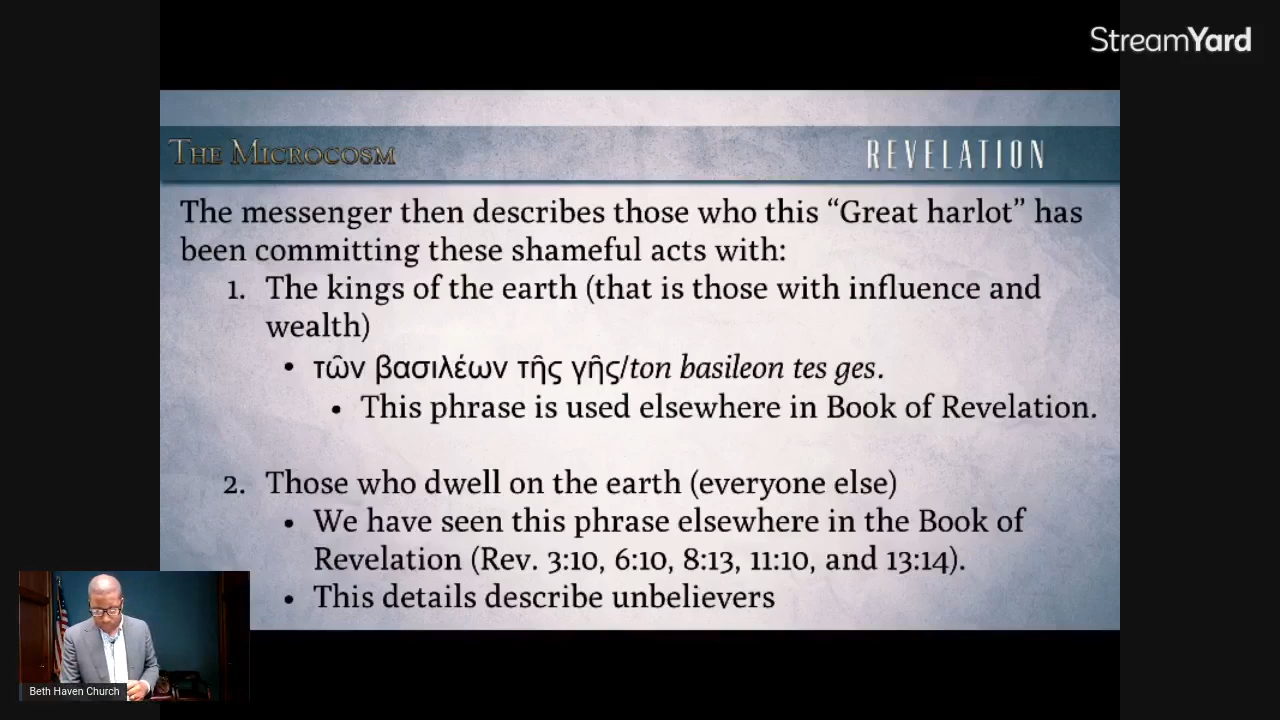 StreamYard
THE MICROCOSM
REVELATION
The messenger then describes those who this “Great harlot” has
been committing these shameful acts with:
1. The kings of the earth (that is those with influence and
wealth)
• τῶν βασιλέων τῆς γῆς/ton basileon tes ges.
• This phrase is used elsewhere in Book of Revelation.
2. Those who dwell on the earth (everyone else)
• We have seen this phrase elsewhere in the Book of
Revelation (Rev. 3:10, 6:10, 8:13, 11:10, and 13:14).
• This details describe unbelievers
Beth Haven Church